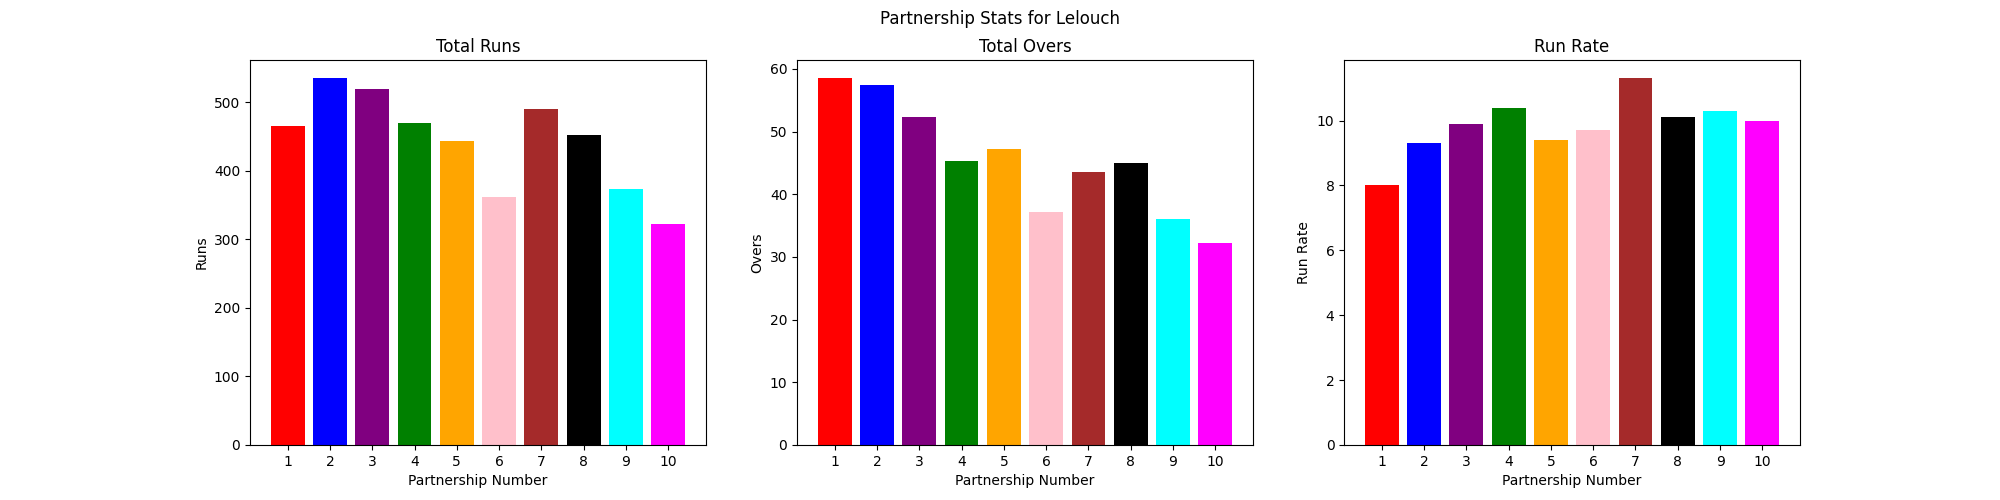 Partnership Stats for Lelouch
Total Runs
Runs
500
400
300
200
100
0
1 2 3 4 5 6 7 8 9 10
Partnership Number
Total Overs
Overs
60
50
40
30
20
10
0
1 2 3 4 5 6 7 8 9 10
Partnership Number
Run Rate
Run Rate
10
8
6
4
2
0
1 2 3 4 5 6 7 8 9 10
Partnership Number